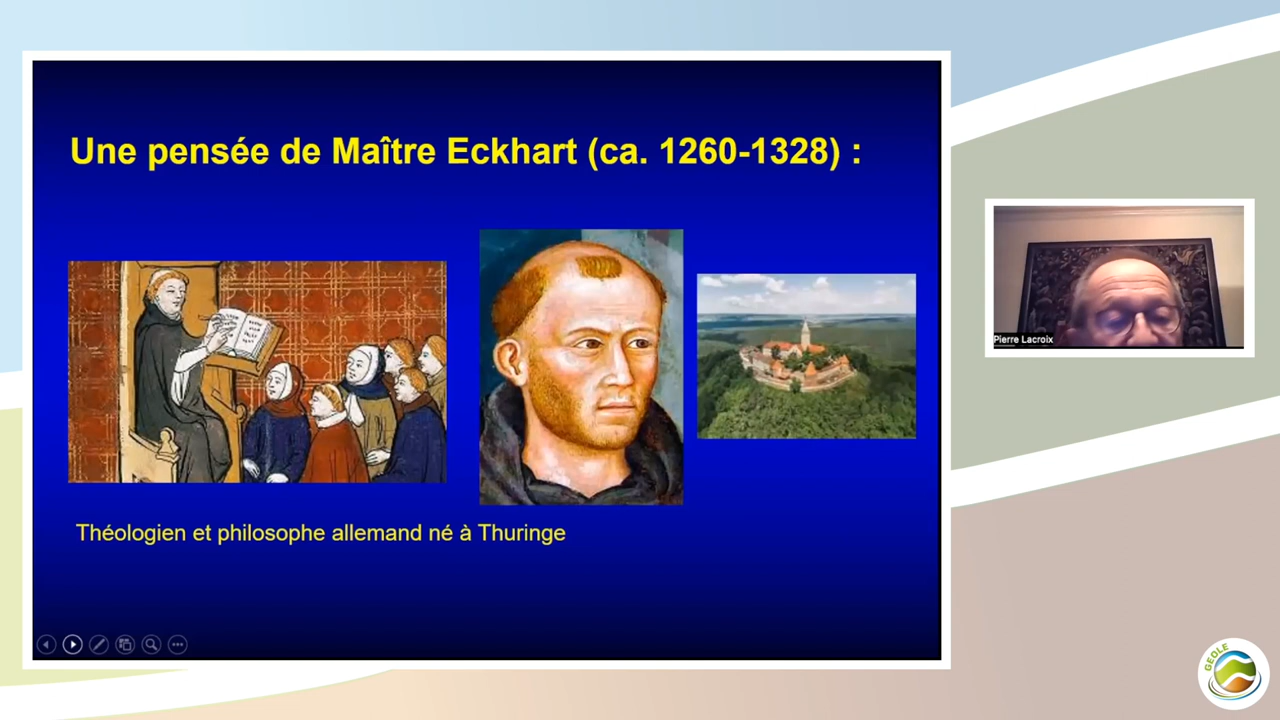 Une pensée de Maître Eckhart (ca. 1260-1328) :
Pierre Lacroix
Théologien et philosophe allemand né à Thuringe
GEOLE